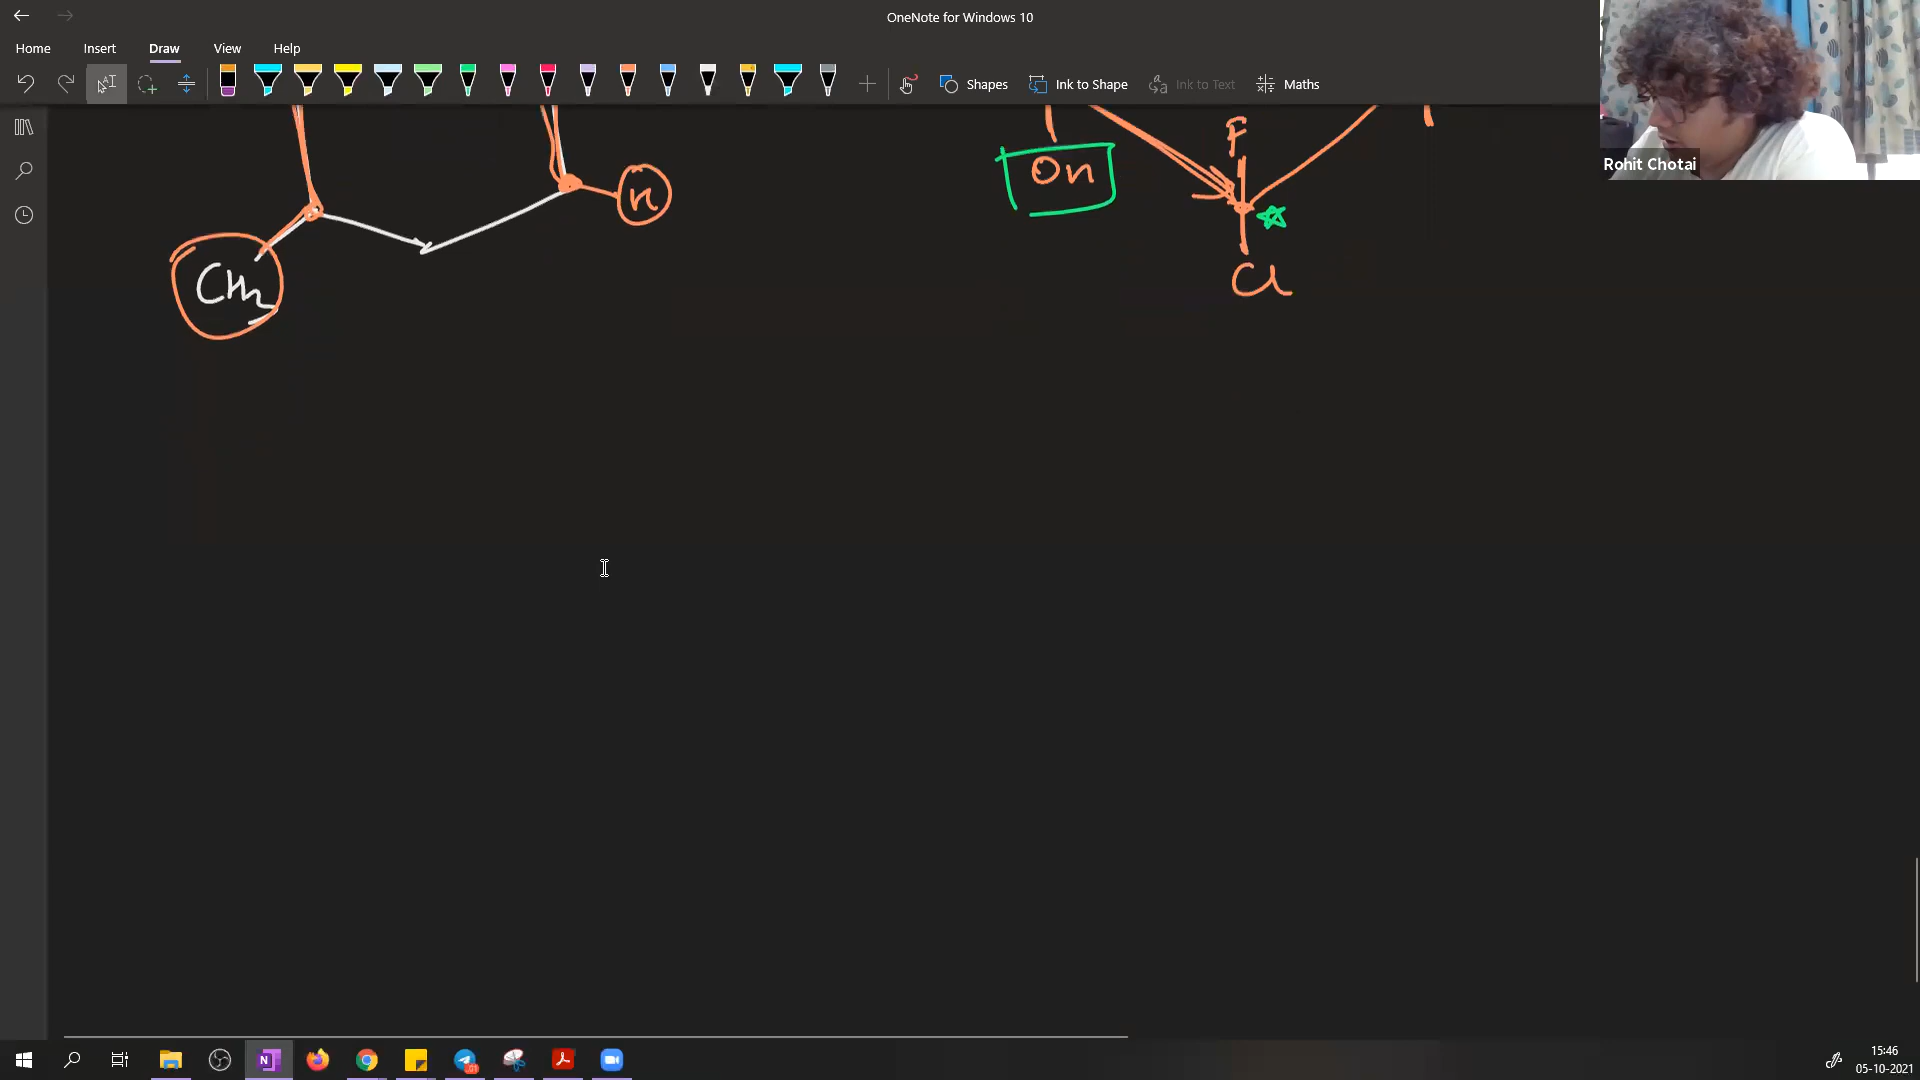 OneNote for Windows 10
Home Insert Draw View Help
Shapes Ink to Shape Ink to Text Maths
Rohit Chotai
F
On
n
Cl
15:46
05-10-2021